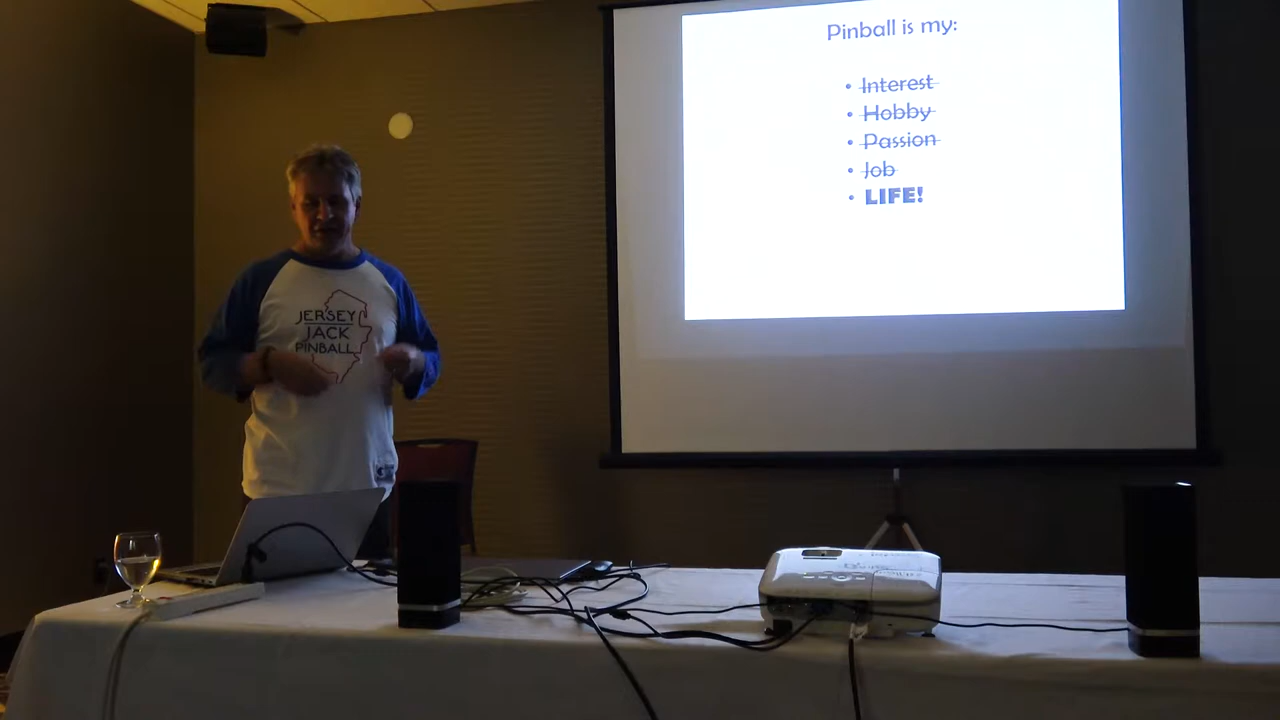 Pinball is my:
• Interest
• Hobby
• Passion
• Job
• LIFE!
JERSEY
JACK
PINBALL